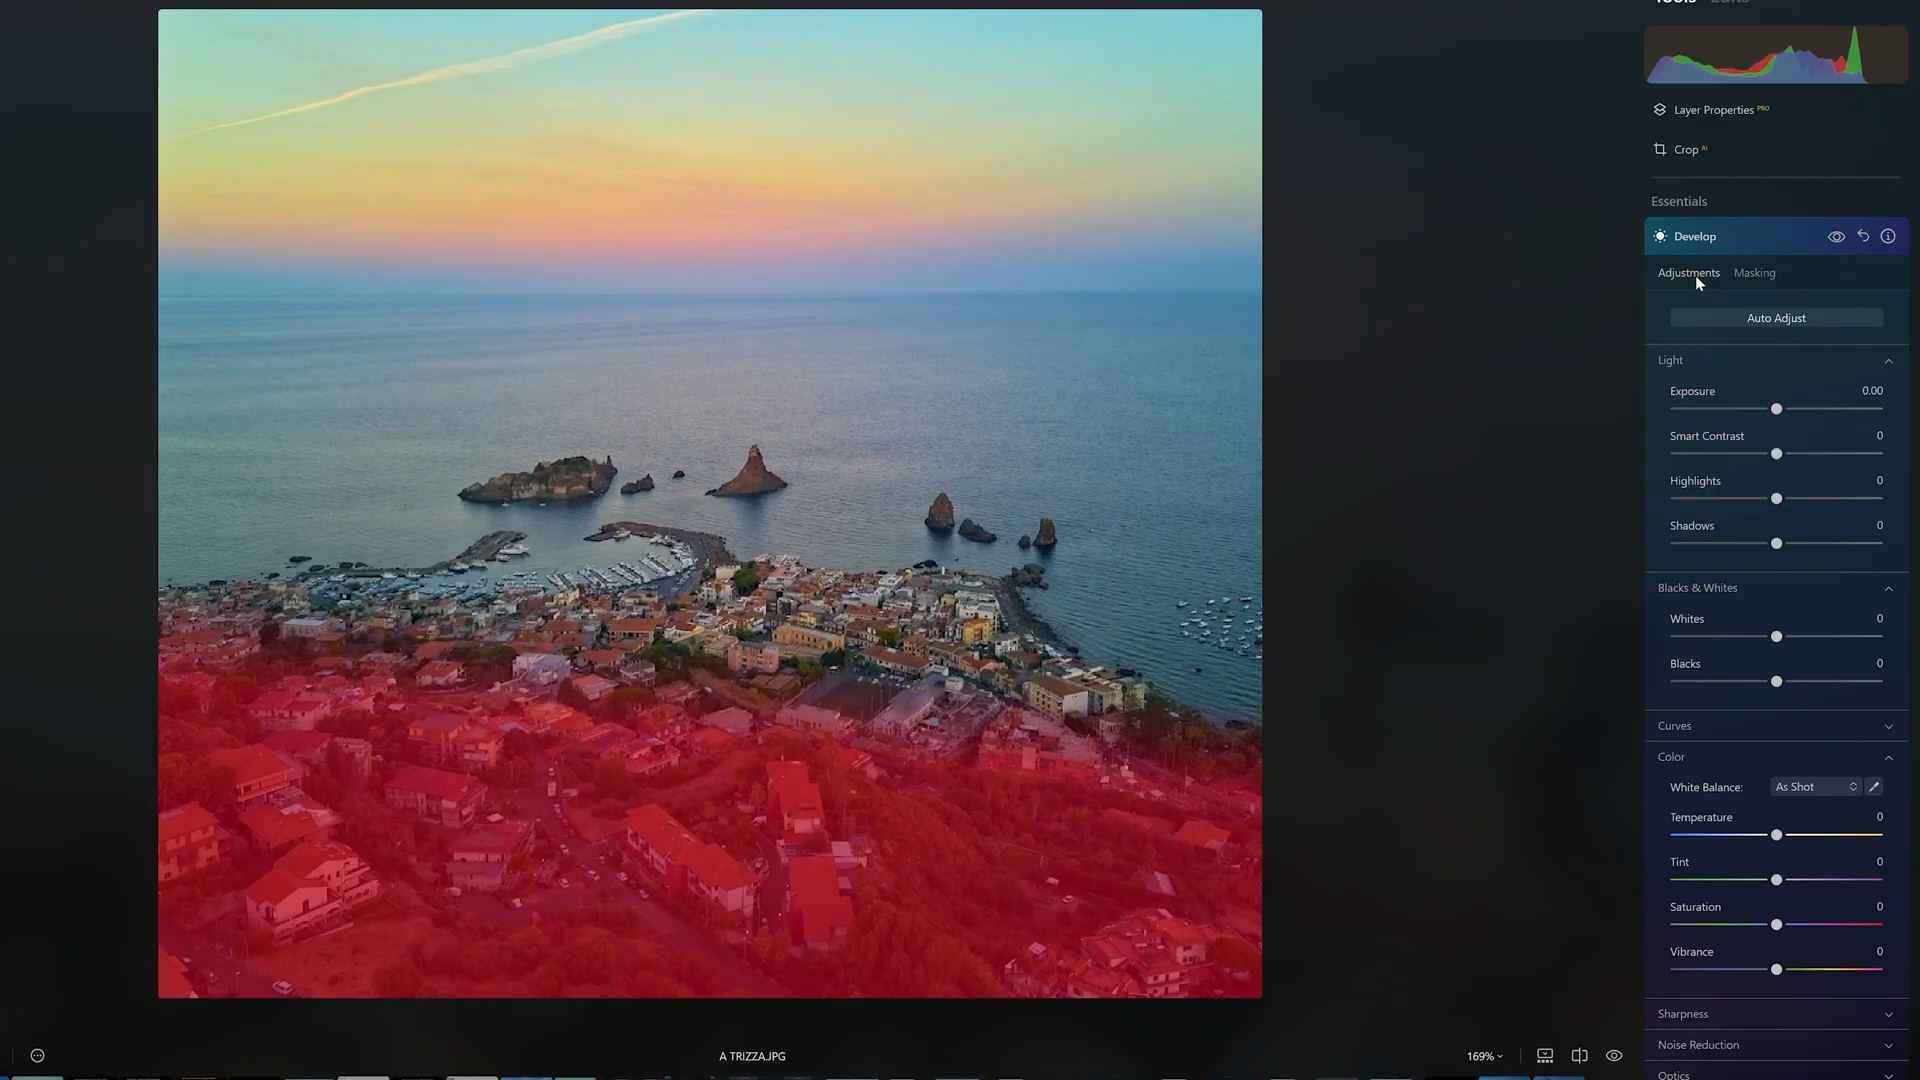 Tools Edits
Layer Properties PRO
Crop AI
Essentials
Develop
Adjustments Masking
Auto Adjust
Light
Exposure 0.00
Smart Contrast 0
Highlights 0
Shadows 0
Blacks & Whites
Whites 0
Blacks 0
Curves
Color
White Balance: As Shot
Temperature 0
Tint 0
Saturation 0
Vibrance 0
Sharpness
Noise Reduction
Optics
A TRIZZA.JPG
169%